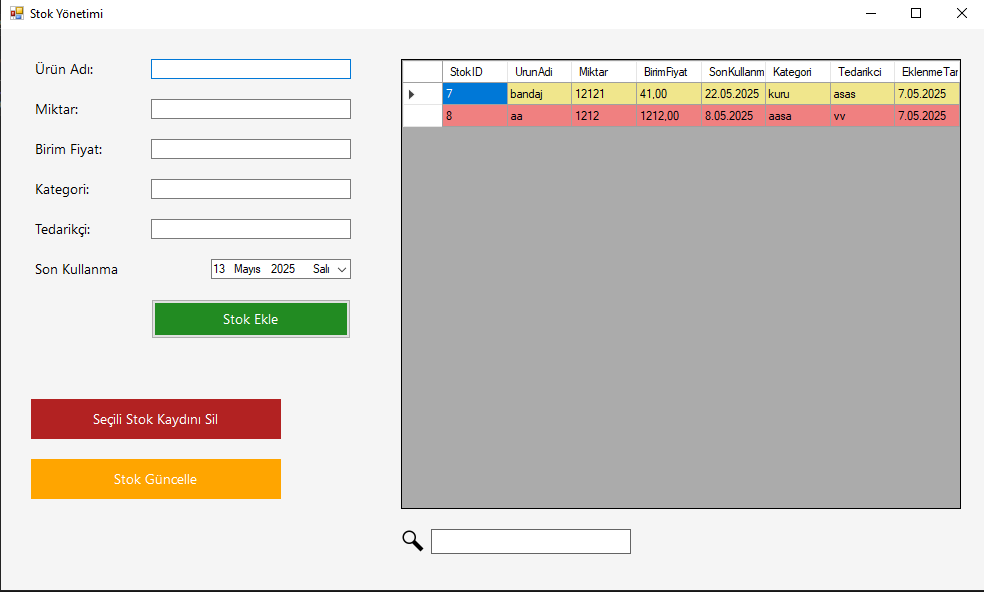 Stok Yönetimi
Ürün Adı:
Miktar:
Birim Fiyat:
Kategori:
Tedarikçi:
Son Kullanma
13 Mayıs 2025 Salı
Stok Ekle
Seçili Stok Kaydını Sil
Stok Güncelle
StokID UrunAdi Miktar BirimFiyat SonKullanm Kategori Tedarikci EklenmeTar
7 bandaj 12121 41,00 22.05.2025 kuru asas 7.05.2025
8 aa 1212 1212,00 8.05.2025 aasa vv 7.05.2025